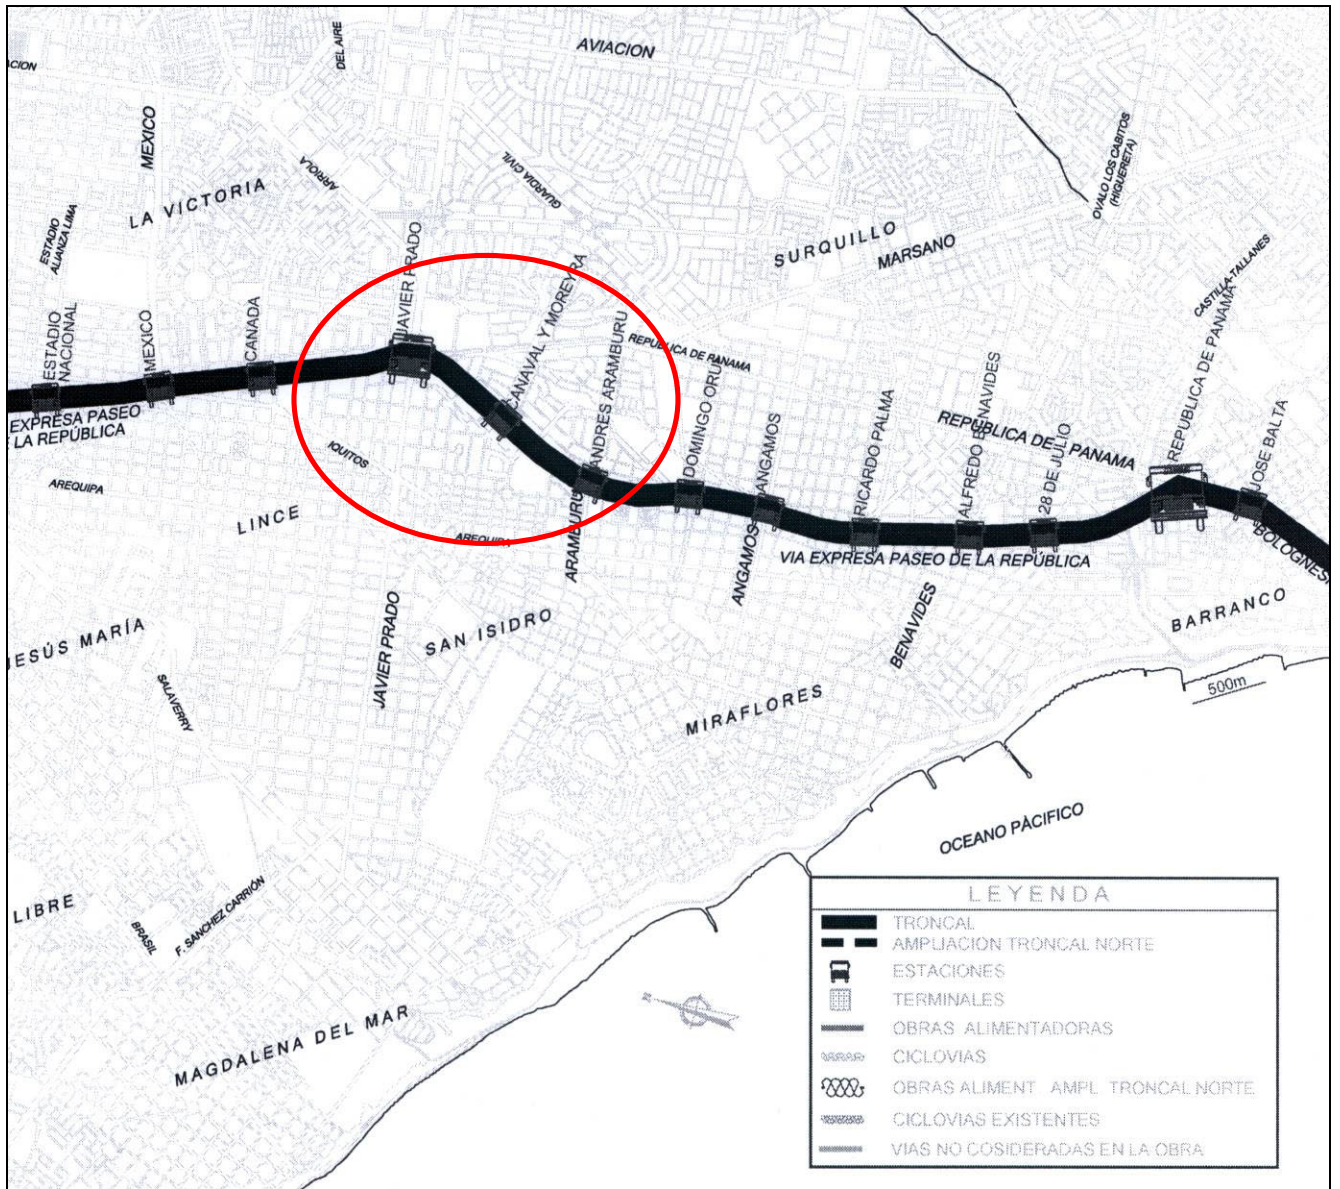 AVIACION
ACION
DEL AIRE
MEXICO
ARRIOLA
GUARDIA CIVIL
OVALO LOS CABITOS
(HIGUERETA)
LA VICTORIA
ESTADIO
ALIANZA LIMA
SURQUILLO
MARSANO
CASTILLA-TALLANES
JAVIER PRADO
CANAVAL Y MOREYRA
ESTADIO
NACIONAL
MEXICO
CANADA
ANDRES ARAMBURU
REPUBLICA DE PANAMA
DOMINGO ORUE
ANGAMOS
RICARDO PALMA
ALFREDO BENAVIDES
28 DE JULIO
REPUBLICA DE PANAMA
REPUBLICA DE PANAMA
JOSE BALTA
EXPRESA PASEO
LA REPÚBLICA
IQUITOS
AREQUIPA
LINCE
AREQUIPA
ARAMBURU
ANGAMOS
VIA EXPRESA PASEO DE LA REPÚBLICA
BOLOGNESI
BENAVIDES
BARRANCO
JESÚS MARÍA
SAN ISIDRO
JAVIER PRADO
SALAVERRY
MIRAFLORES
500m
OCEANO PÀCIFICO
LIBRE
BRASIL
F. SANCHEZ CARRIÓN
MAGDALENA DEL MAR
N
LEYENDA
TRONCAL
AMPLIACION TRONCAL NORTE
ESTACIONES
TERMINALES
OBRAS ALIMENTADORAS
CICLOVIAS
OBRAS ALIMENT. AMPL. TRONCAL NORTE
CICLOVIAS EXISTENTES
VIAS NO COSIDERADAS EN LA OBRA